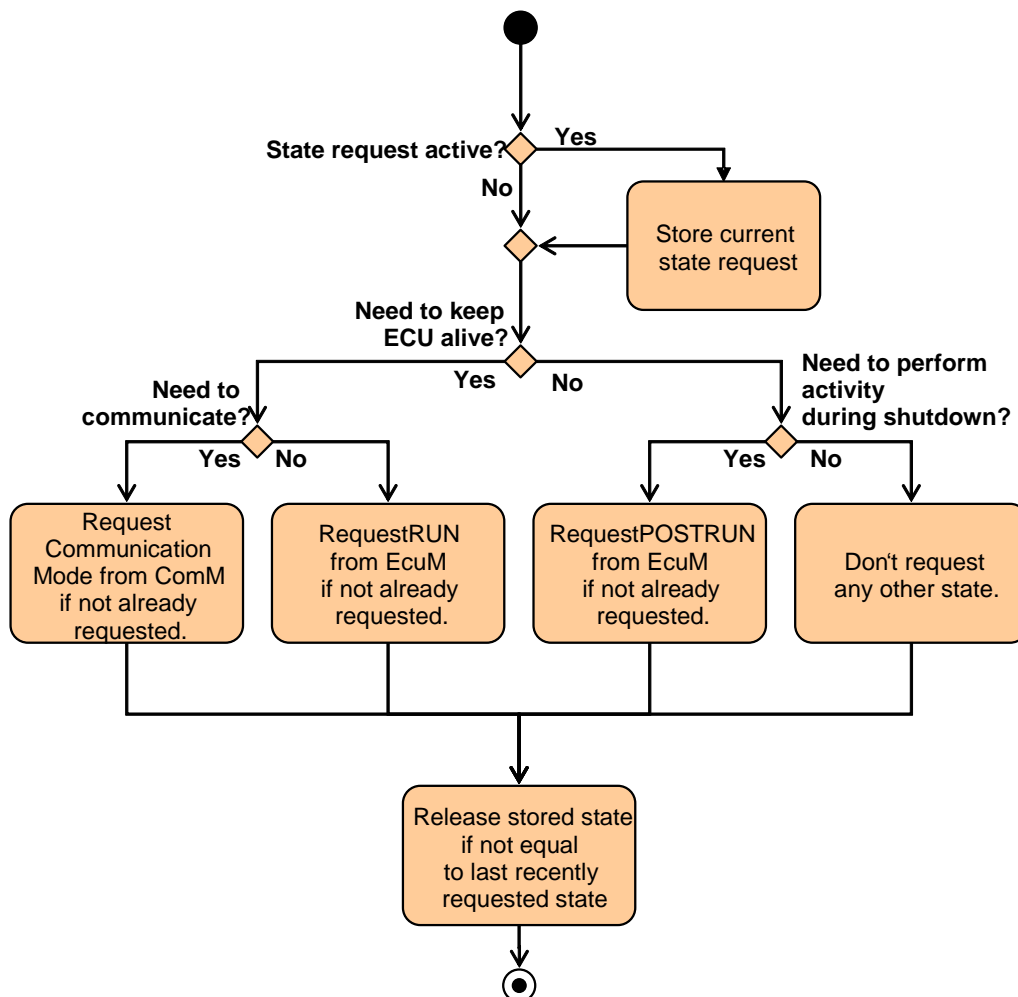 State request active?
Yes
No
Store current
state request
Need to keep
ECU alive?
Yes
No
Need to
communicate?
Yes
No
Need to perform
activity
during shutdown?
Yes
No
Request
Communication
Mode from ComM
if not already
requested.
RequestRUN
from EcuM
if not already
requested.
RequestPOSTRUN
from EcuM
if not already
requested.
Don‘t request
any other state.
Release stored state
if not equal
to last recently
requested state